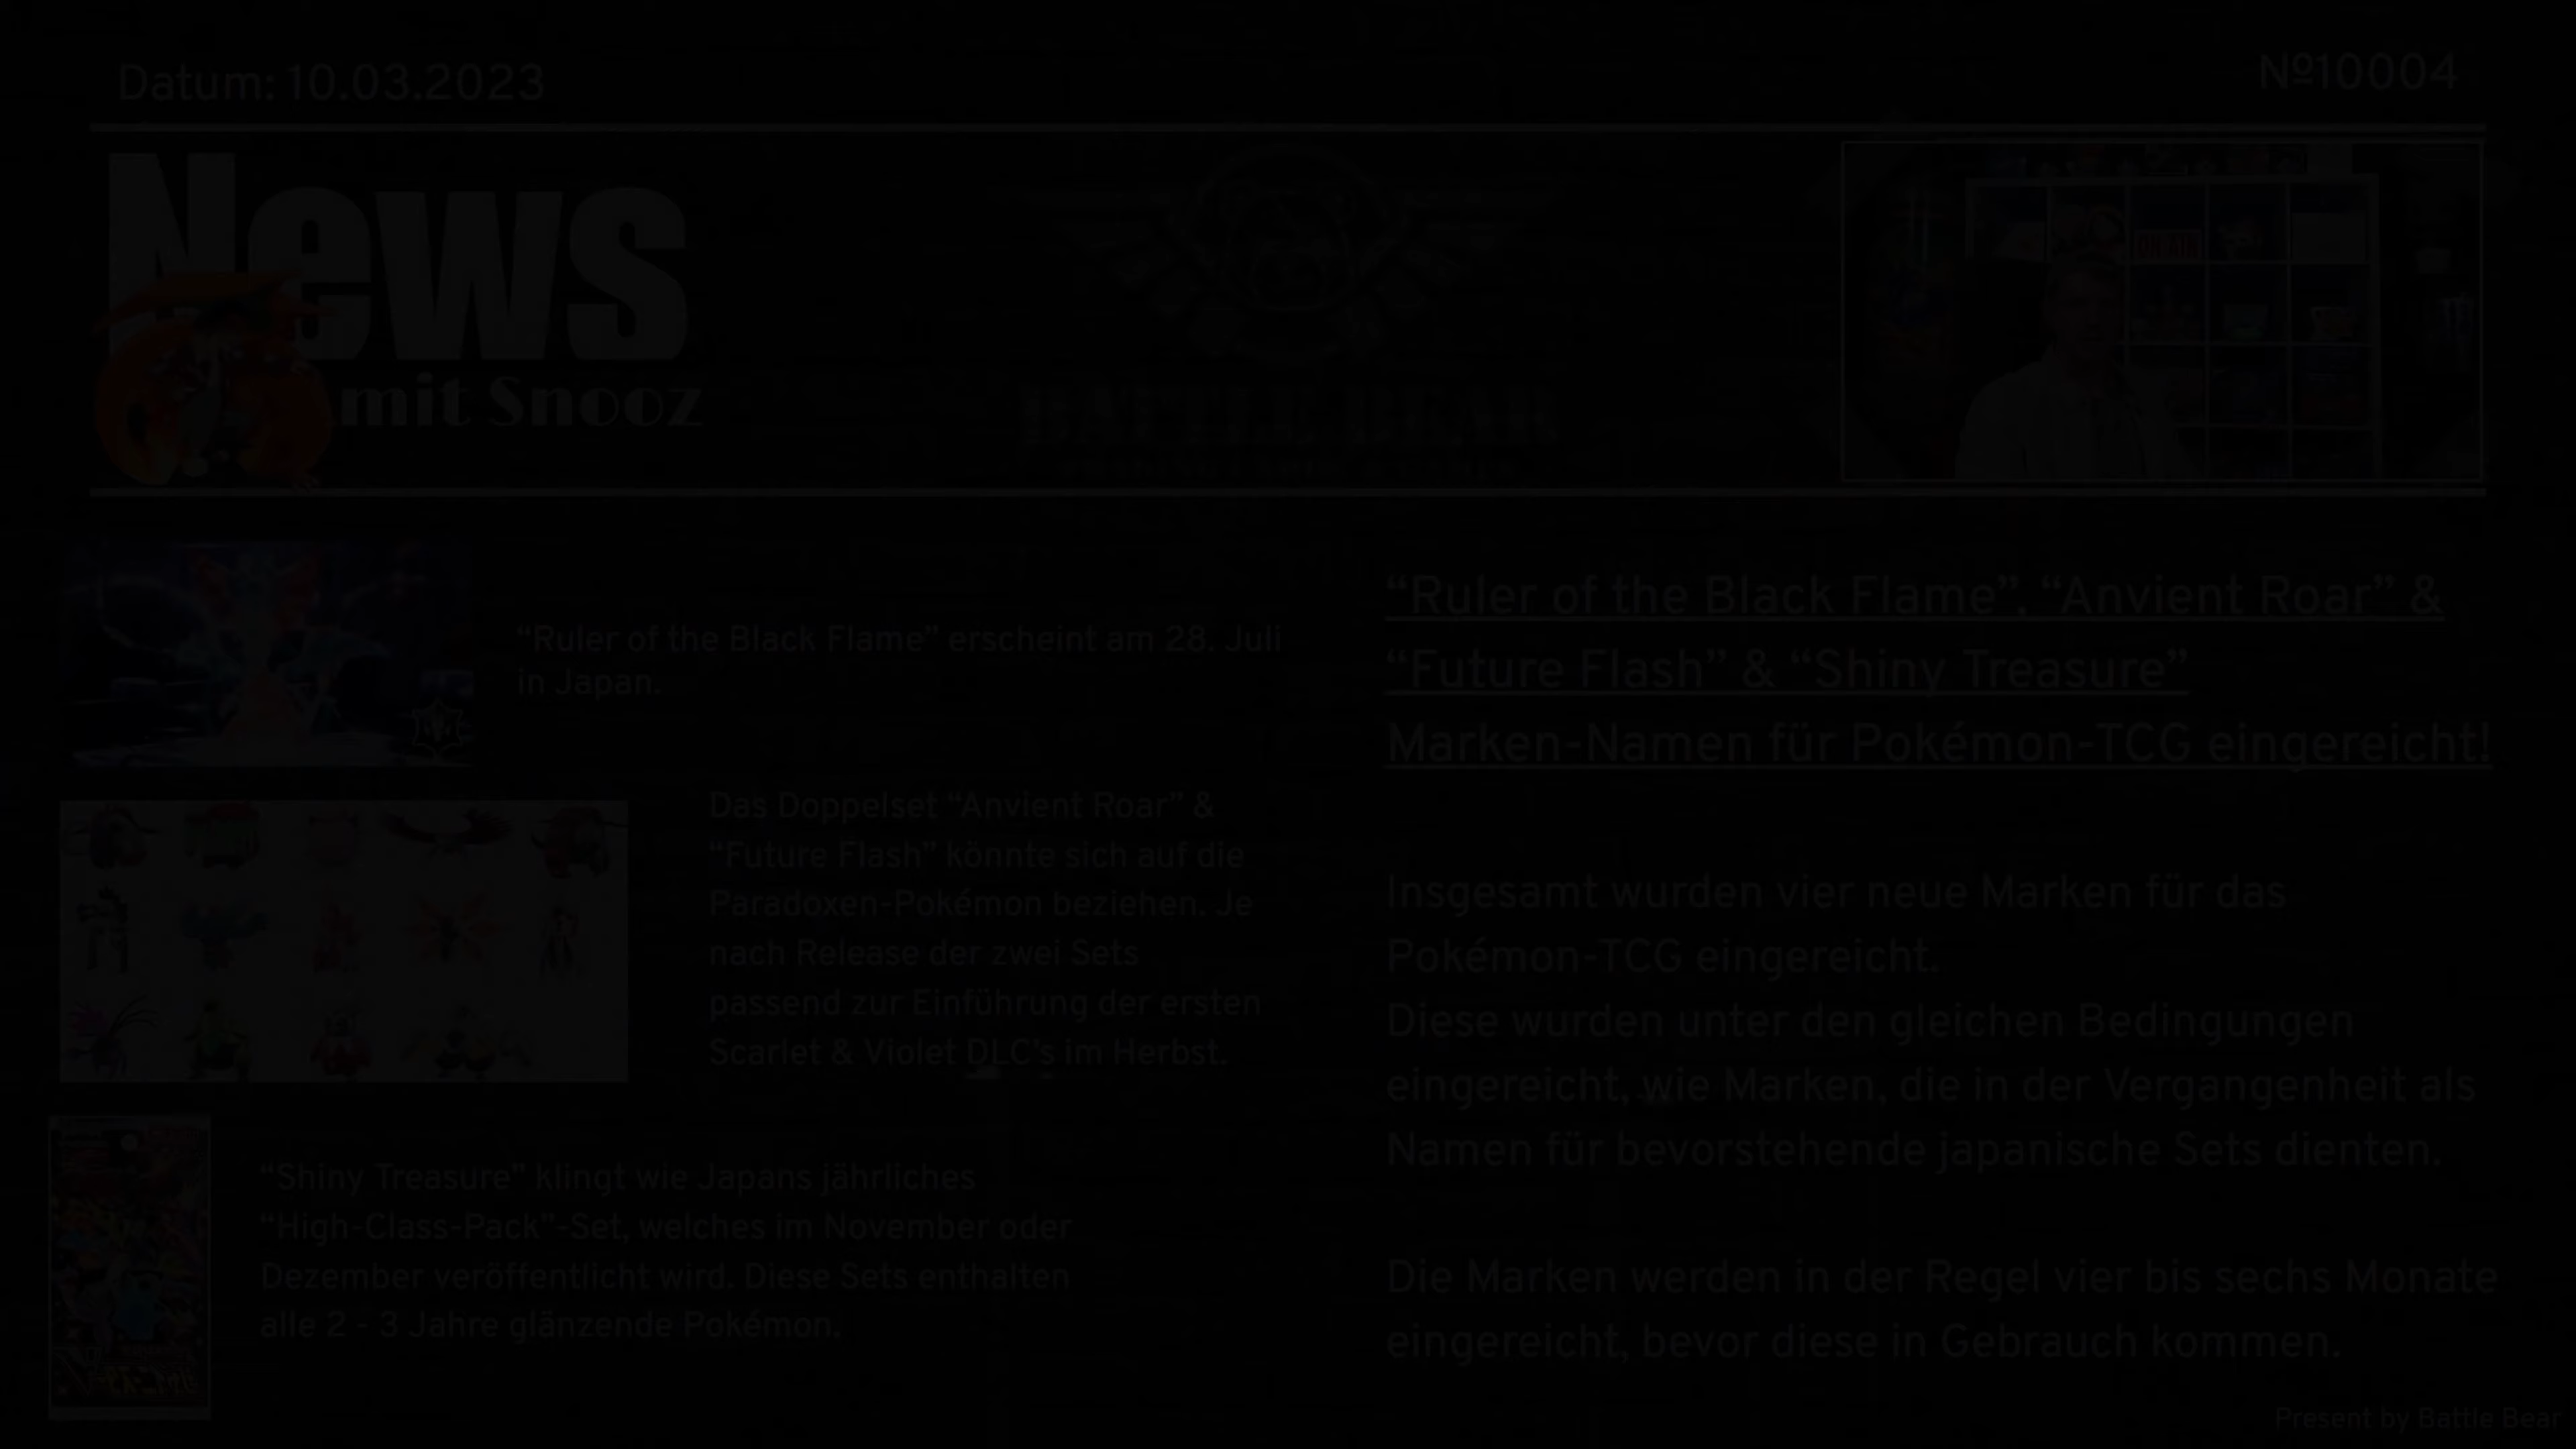 Datum: 10.03.2023
№10004
News
mit Snooz
BATTLE BEAR
“Ruler of the Black Flame”, “Anvient Roar” &
“Future Flash” & “Shiny Treasure”
Marken-Namen für Pokémon-TCG eingereicht!
“Ruler of the Black Flame” erscheint am 28. Juli
in Japan.
Das Doppelset “Anvient Roar” &
“Future Flash” könnte sich auf die
Paradoxen-Pokémon beziehen. Je
nach Release der zwei Sets
passend zur Einführung der ersten
Scarlet & Violet DLC's im Herbst.
“Shiny Treasure” klingt wie Japans jährliches
“High-Class-Pack”-Set, welches im November oder
Dezember veröffentlicht wird. Diese Sets enthalten
alle 2 - 3 Jahre glänzende Pokémon.
Insgesamt wurden vier neue Marken für das
Pokémon-TCG eingereicht.
Diese wurden unter den gleichen Bedingungen
eingereicht, wie Marken, die in der Vergangenheit als
Namen für bevorstehende japanische Sets dienten.
Die Marken werden in der Regel vier bis sechs Monate
eingereicht, bevor diese in Gebrauch kommen.
Present by Battle Bear